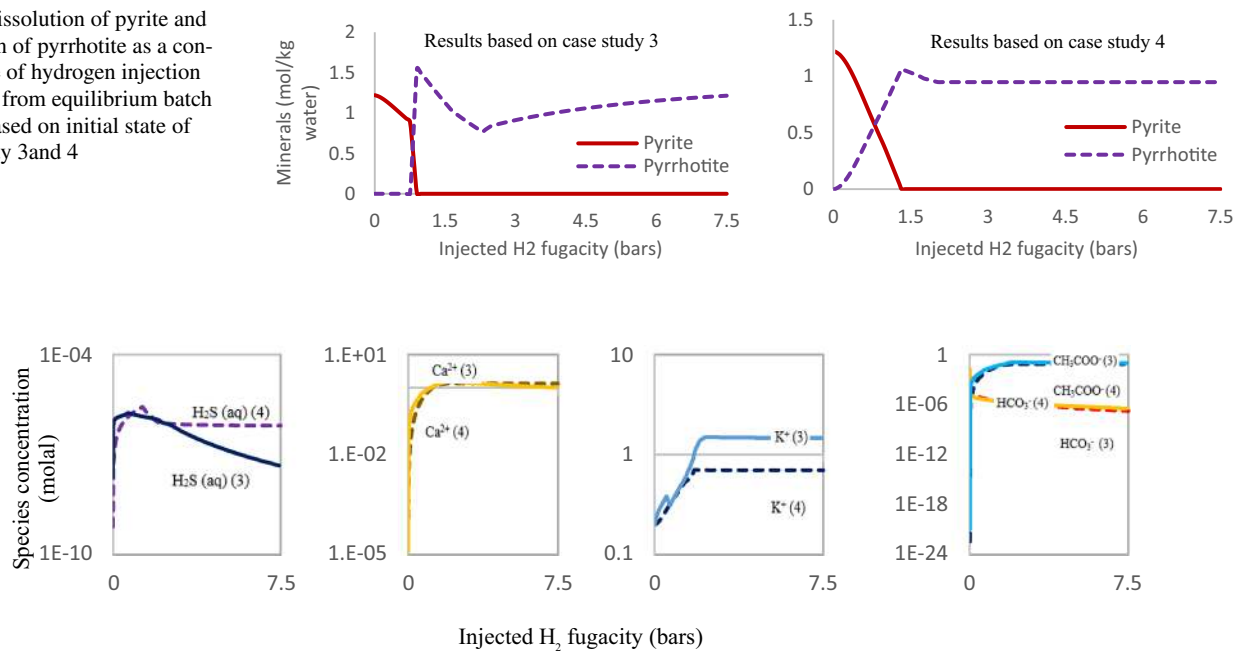 issolution of pyrite and
n of pyrrhotite as a con-
of hydrogen injection
from equilibrium batch
ased on initial state of
y 3and 4
Minerals (mol/kg
water)
2
1.5
1
0.5
0
Results based on case study 3
Pyrite
Pyrrhotite
0 1.5 3 4.5 6 7.5
Injected H2 fugacity (bars)
1.5
1
0.5
0
Results based on case study 4
Pyrite
Pyrrhotite
0 1.5 3 4.5 6 7.5
Injecetd H2 fugacity (bars)
Species concentration
(molal)
1E-04
1E-10
H₂S (aq) (4)
H₂S (aq) (3)
0 7.5
1.E+01
1.E-02
1.E-05
Ca²⁺ (3)
Ca²⁺ (4)
0 7.5
10
1
0.1
K⁺ (3)
K⁺ (4)
0 7.5
1
1E-06
1E-12
1E-18
1E-24
CH₃COO⁻(3)
CH₃COO⁻(4)
HCO₃⁻(4)
HCO₃⁻ (3)
0 7.5
Injected H₂ fugacity (bars)